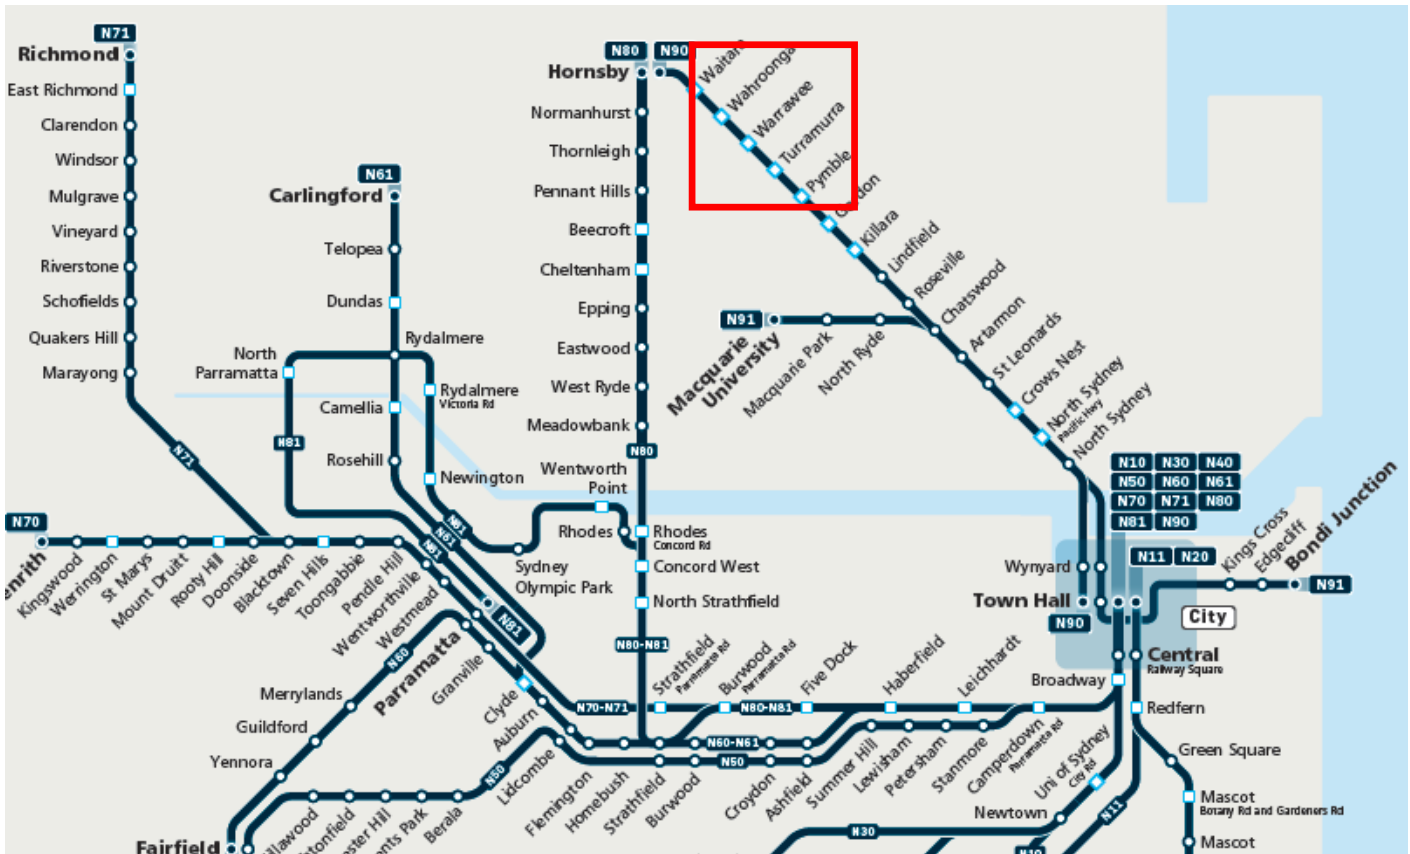 N71
Richmond
East Richmond
Clarendon
Windsor
Mulgrave
Vineyard
Riverstone
Schofields
Quakers Hill
Marayong
N71
N61
Carlingford
Telopea
Dundas
Rydalmere
North
Parramatta
Rydalmere
Victoria Rd
Camellia
N81
Rosehill
Newington
N80
N90
Hornsby
Normanhurst
Thornleigh
Pennant Hills
Beecroft
Cheltenham
Epping
Eastwood
West Ryde
Meadowbank
N80
Wentworth
Point
Rhodes
Rhodes
Concord Rd
Concord West
North Strathfield
N80-N81
Sydney
Olympic Park
Waitara
Wahroonga
Warrawee
Turramurra
Pymble
Killara
Lindfield
Roseville
Chatswood
Artarmon
St Leonards
Crows Nest
North Sydney
Pacific Hwy
North Sydney
N91
Macquarie
University
Macquarie Park
North Ryde
N10 N30 N40
N50 N60 N61
N70 N71 N80
N81 N90
N11 N20
Wynyard
Town Hall
N90
City
Kings Cross
Edgecliff
Bondi Junction
N91
Central
Railway Square
Broadway
Redfern
Green Square
Mascot
Botany Rd and Gardeners Rd
Mascot
N70
Kingswood
Werrington
St Marys
Mount Druitt
Rooty Hill
Doonside
Blacktown
Seven Hills
Toongabbie
Pendle Hill
Wentworthville
Westmead
Parramatta
N81
N61
N81
N81
N60
Granville
Clyde
Auburn
Lidcombe
Merrylands
Guildford
Yennora
Fairfield
N50
Berala
Flemington
Homebush
Strathfield
Burwood
Croydon
Ashfield
Summer Hill
Lewisham
Petersham
Stanmore
Camperdown
Parramatta Rd
N70-N71
Strathfield
Parramatta Rd
Burwood
Parramatta Rd
N80-N81
Five Dock
Haberfield
Leichhardt
N60-N61
N50
Uni of Sydney
City Rd
Newtown
N30
N11